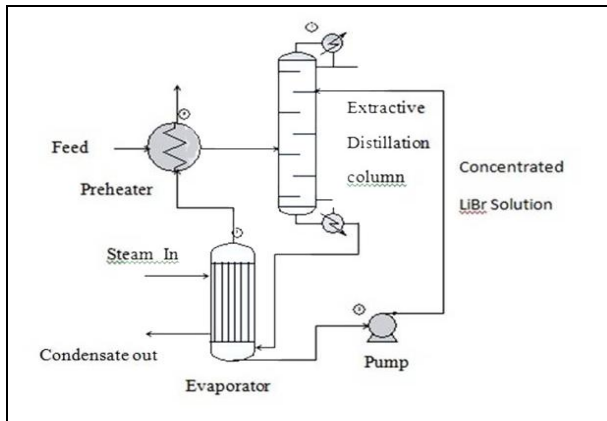 Feed
Preheater
Extractive
Distillation
column
Concentrated
LiBr Solution
Steam In
Condensate out
Evaporator
Pump